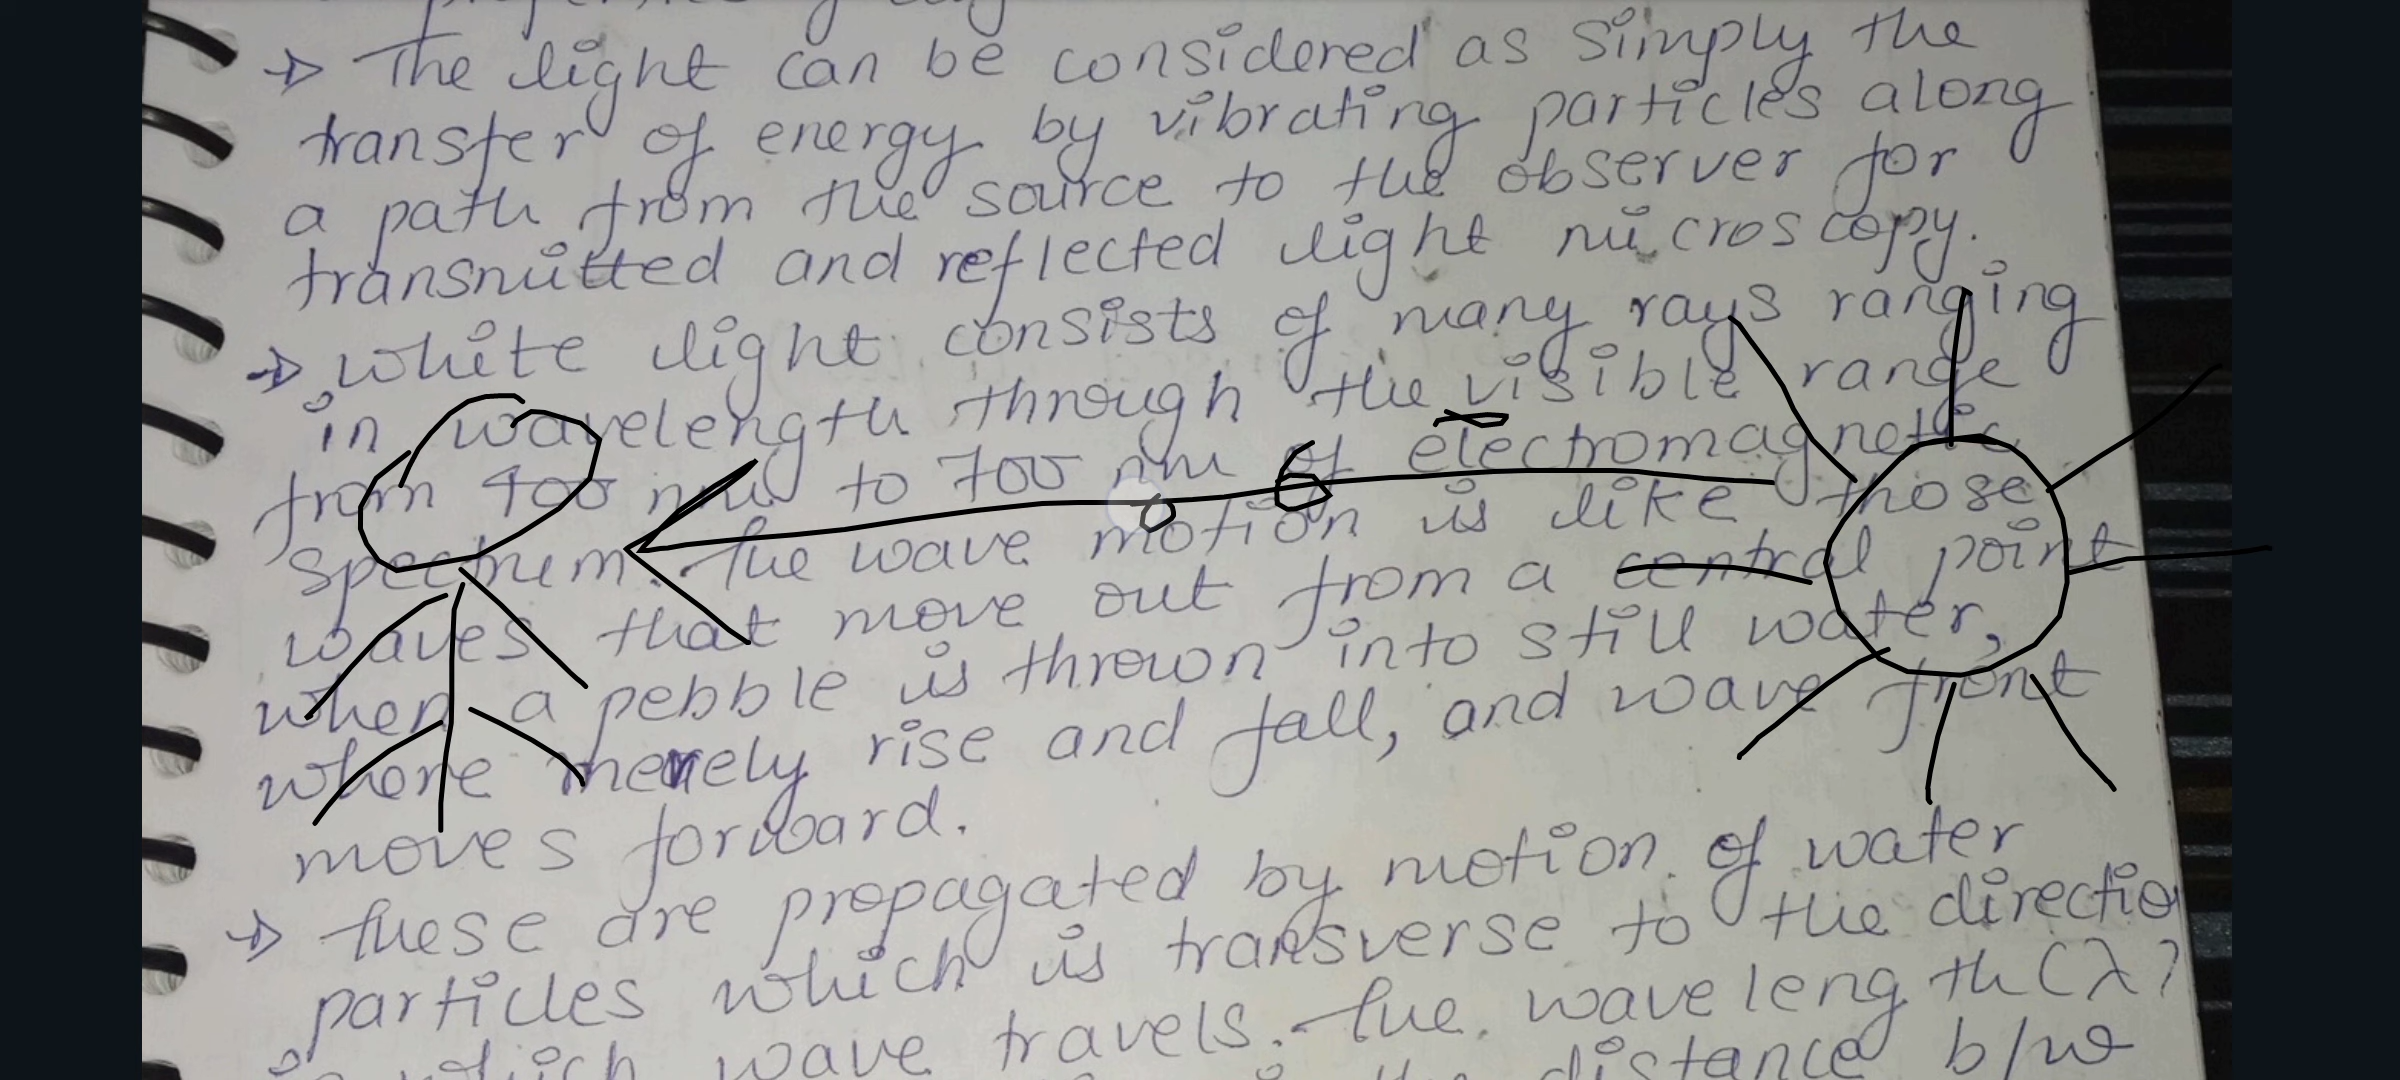 → The light can be considered as simply the
transfer of energy by vibrating particles along
a path from the source to the observer for
transmitted and reflected light microscopy.
→ White light consists of many rays ranging
in wavelength through the visible range
from 400 nm to 700 nm of electromagnetic
spectrum. The wave motion is like those
waves that move out from a central point
when a pebble is thrown into still water,
where merely rise and fall, and wave front
moves forward.
→ These are propagated by motion of water
particles which is transverse to the directio
in which wave travels. The wavelength (λ)
distance b/w